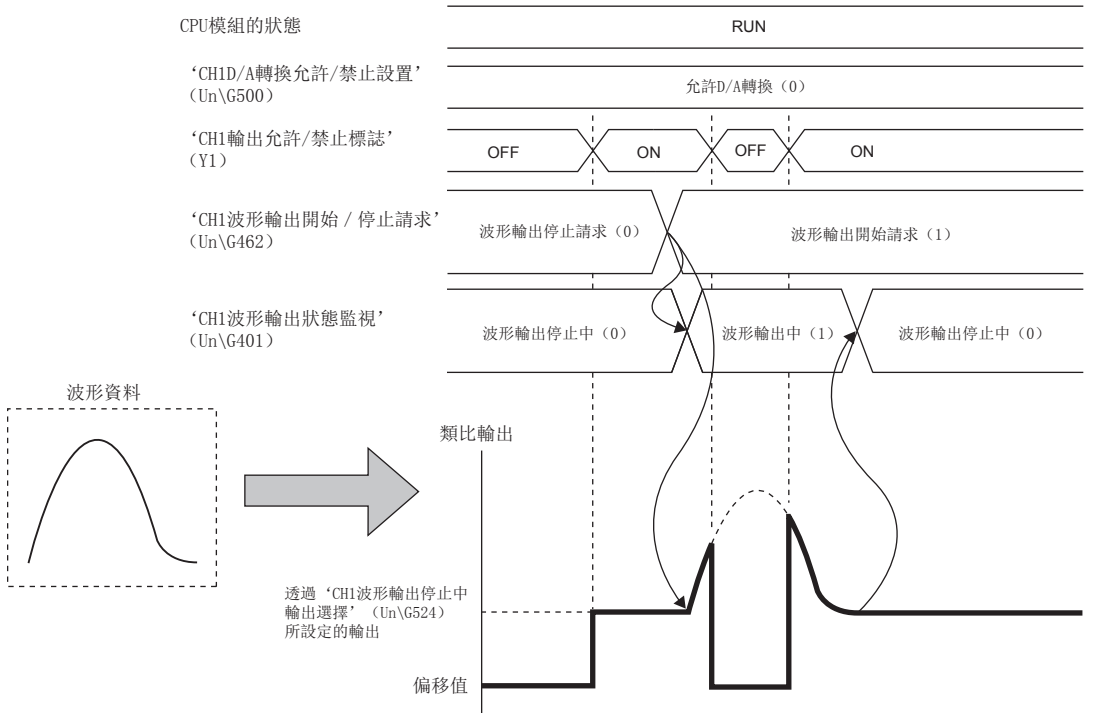 CPU模組的狀態
RUN
‘CH1D/A轉換允許/禁止設置’
（Un\G500）
允許D/A轉換（0）
‘CH1輸出允許/禁止標誌’
（Y1）
OFF
ON
OFF
ON
‘CH1波形輸出開始／停止請求’
（Un\G462）
波形輸出停止請求（0）
波形輸出開始請求（1）
‘CH1波形輸出狀態監視’
（Un\G401）
波形輸出停止中（0）
波形輸出中（1）
波形輸出停止中（0）
波形資料
類比輸出
透過‘CH1波形輸出停止中
輸出選擇’（Un\G524）
所設定的輸出
偏移值